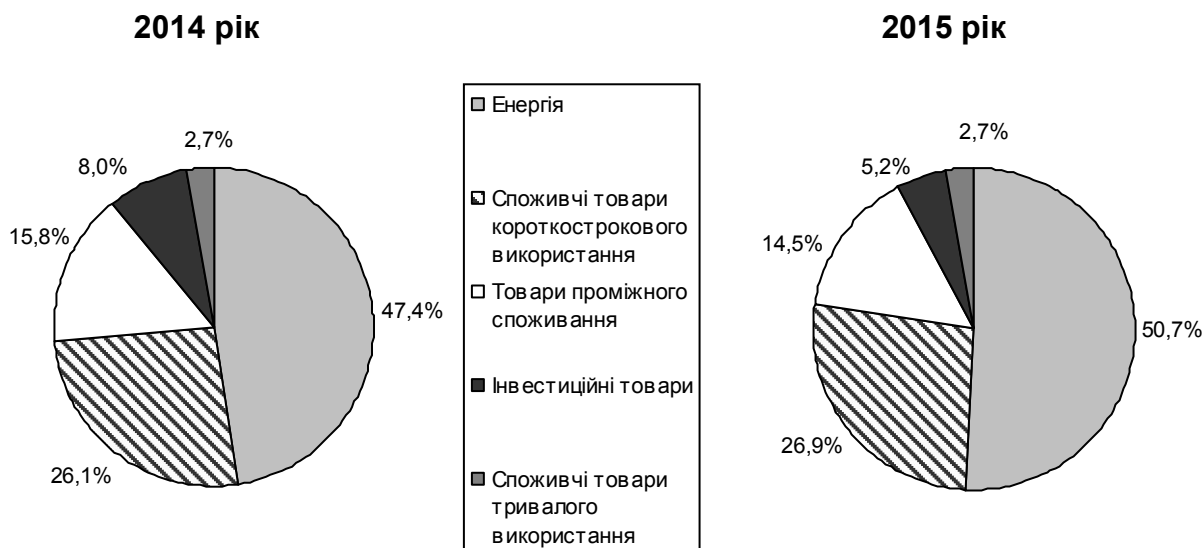 2014 рік
2015 рік
2,7%
8,0%
15,8%
47,4%
26,1%
Енергія
Споживчі товари
короткострокового
використання
Товари проміжного
споживання
Інвестиційні товари
Споживчі товари
тривалого
використання
2,7%
5,2%
14,5%
50,7%
26,9%